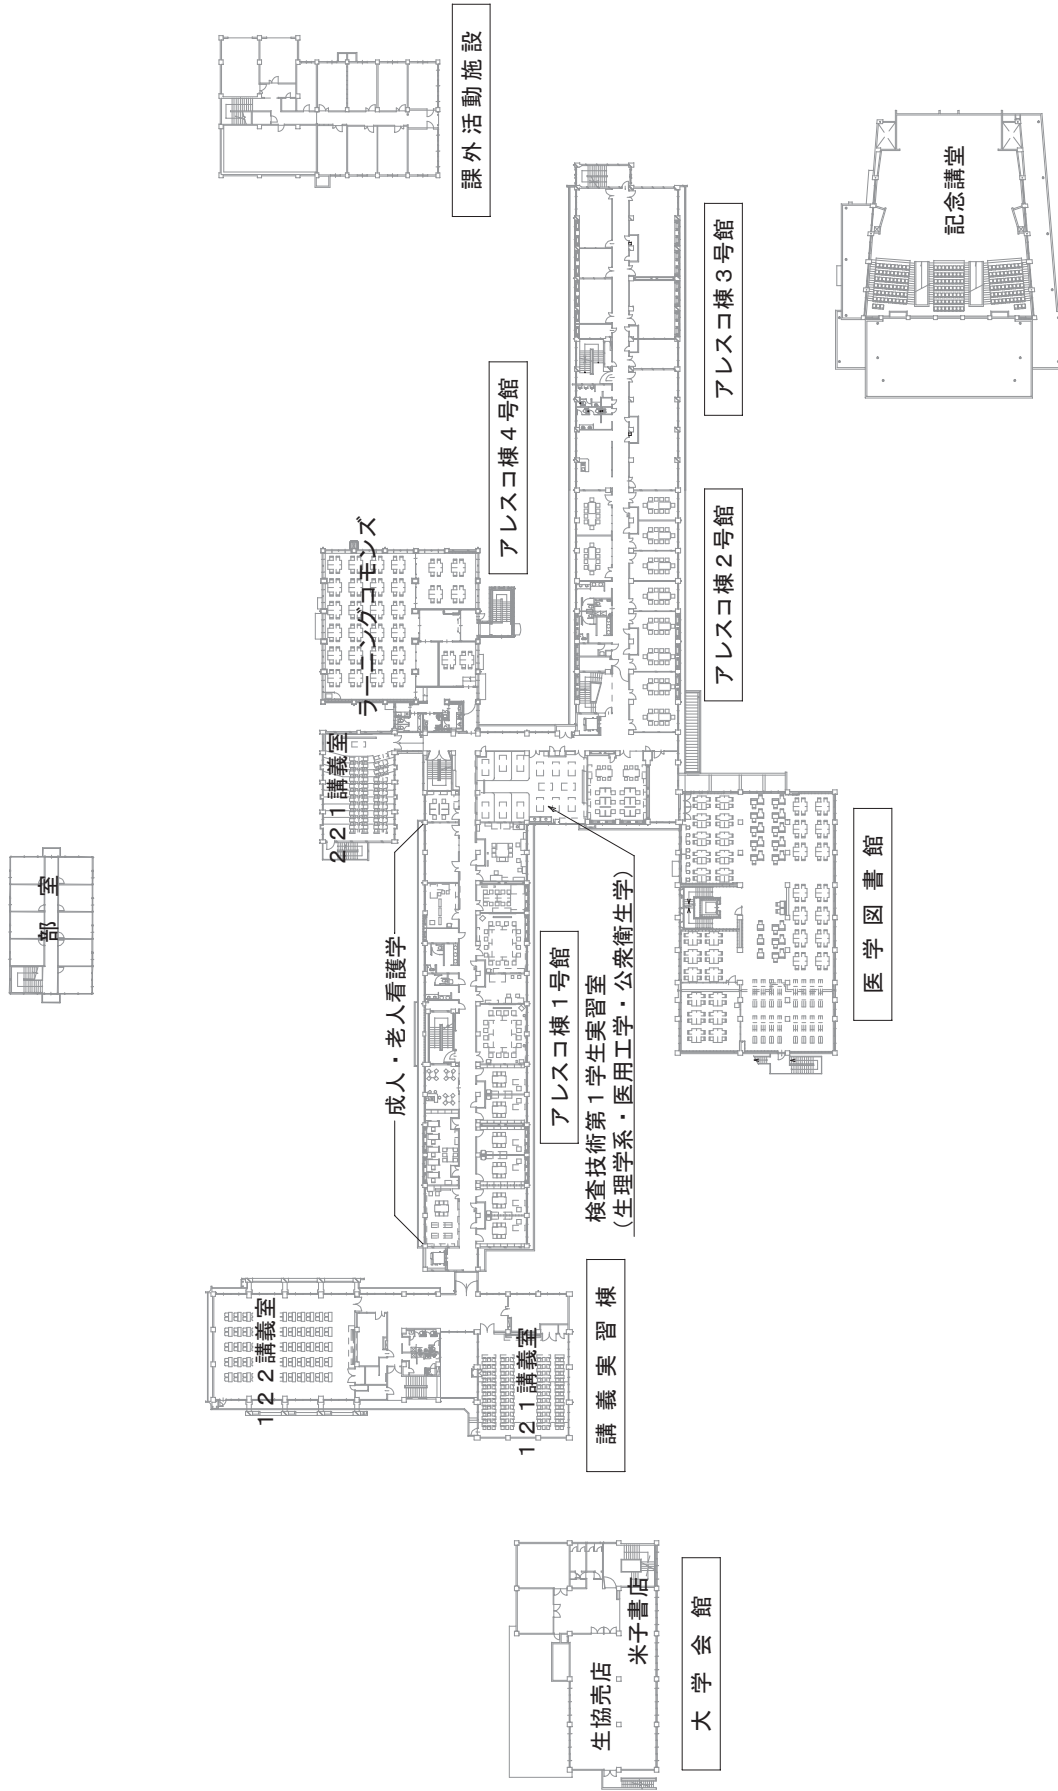 課外活動施設
記念講堂
アレスコ棟３号館
アレスコ棟４号館
ラーニングコモンズ
アレスコ棟２号館
２２１講義室
部室
成人・老人看護学
アレスコ棟１号館
検査技術第１学生実習室
（生理学系・医用工学・公衆衛生学）
医学図書館
１２２講義室
１２１講義室
講義実習棟
生協売店
米子書店
大学会館